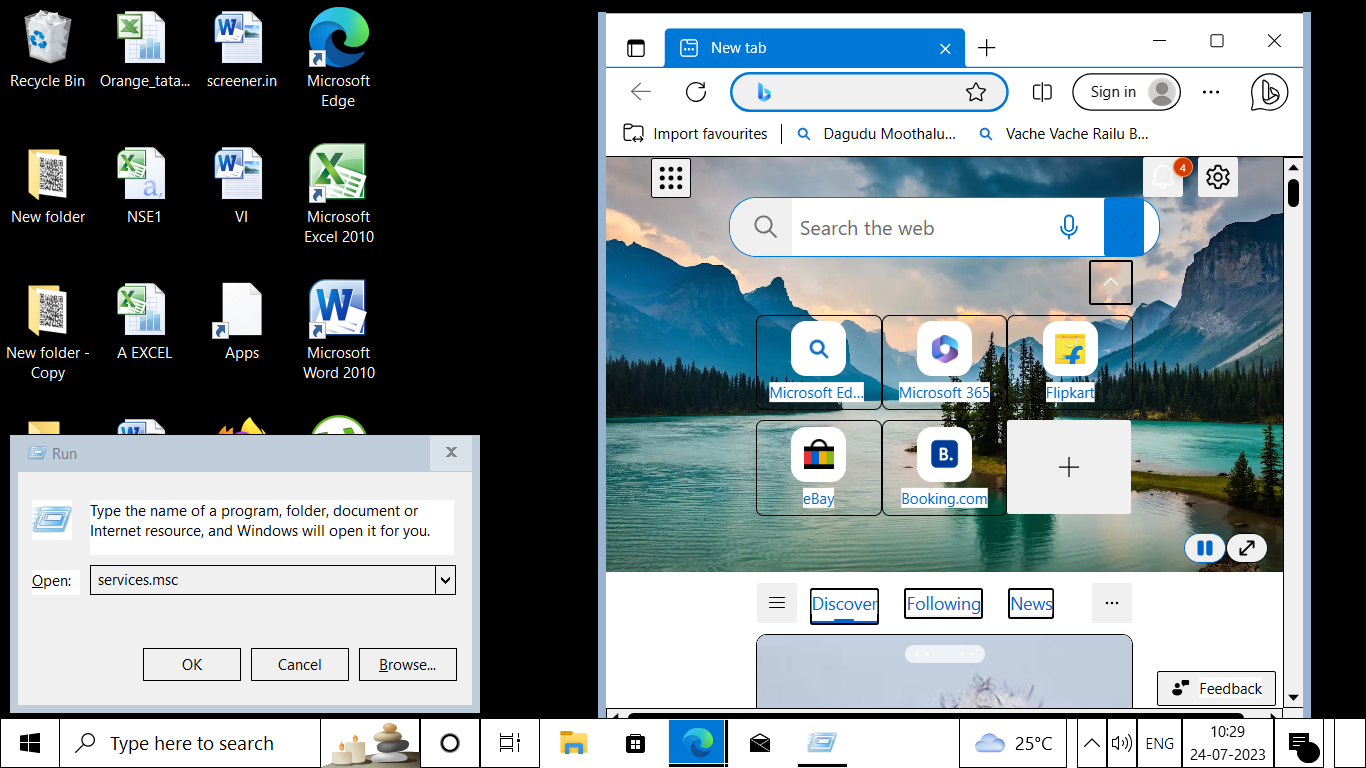 Recycle Bin
Orange_tata...
screener.in
Microsoft
Edge
New folder
NSE1
VI
Microsoft
Excel 2010
New folder -
Copy
A EXCEL
Apps
Microsoft
Word 2010
Run
Type the name of a program, folder, document or
Internet resource, and Windows will open it for you.
Open:
services.msc
OK
Cancel
Browse...
New tab
Sign in
Import favourites
Dagudu Moothalu...
Vache Vache Railu B...
4
Search the web
Microsoft Ed...
Microsoft 365
Flipkart
eBay
B.
Booking.com
Discover
Following
News
Feedback
Type here to search
25°C
ENG
10:29
24-07-2023